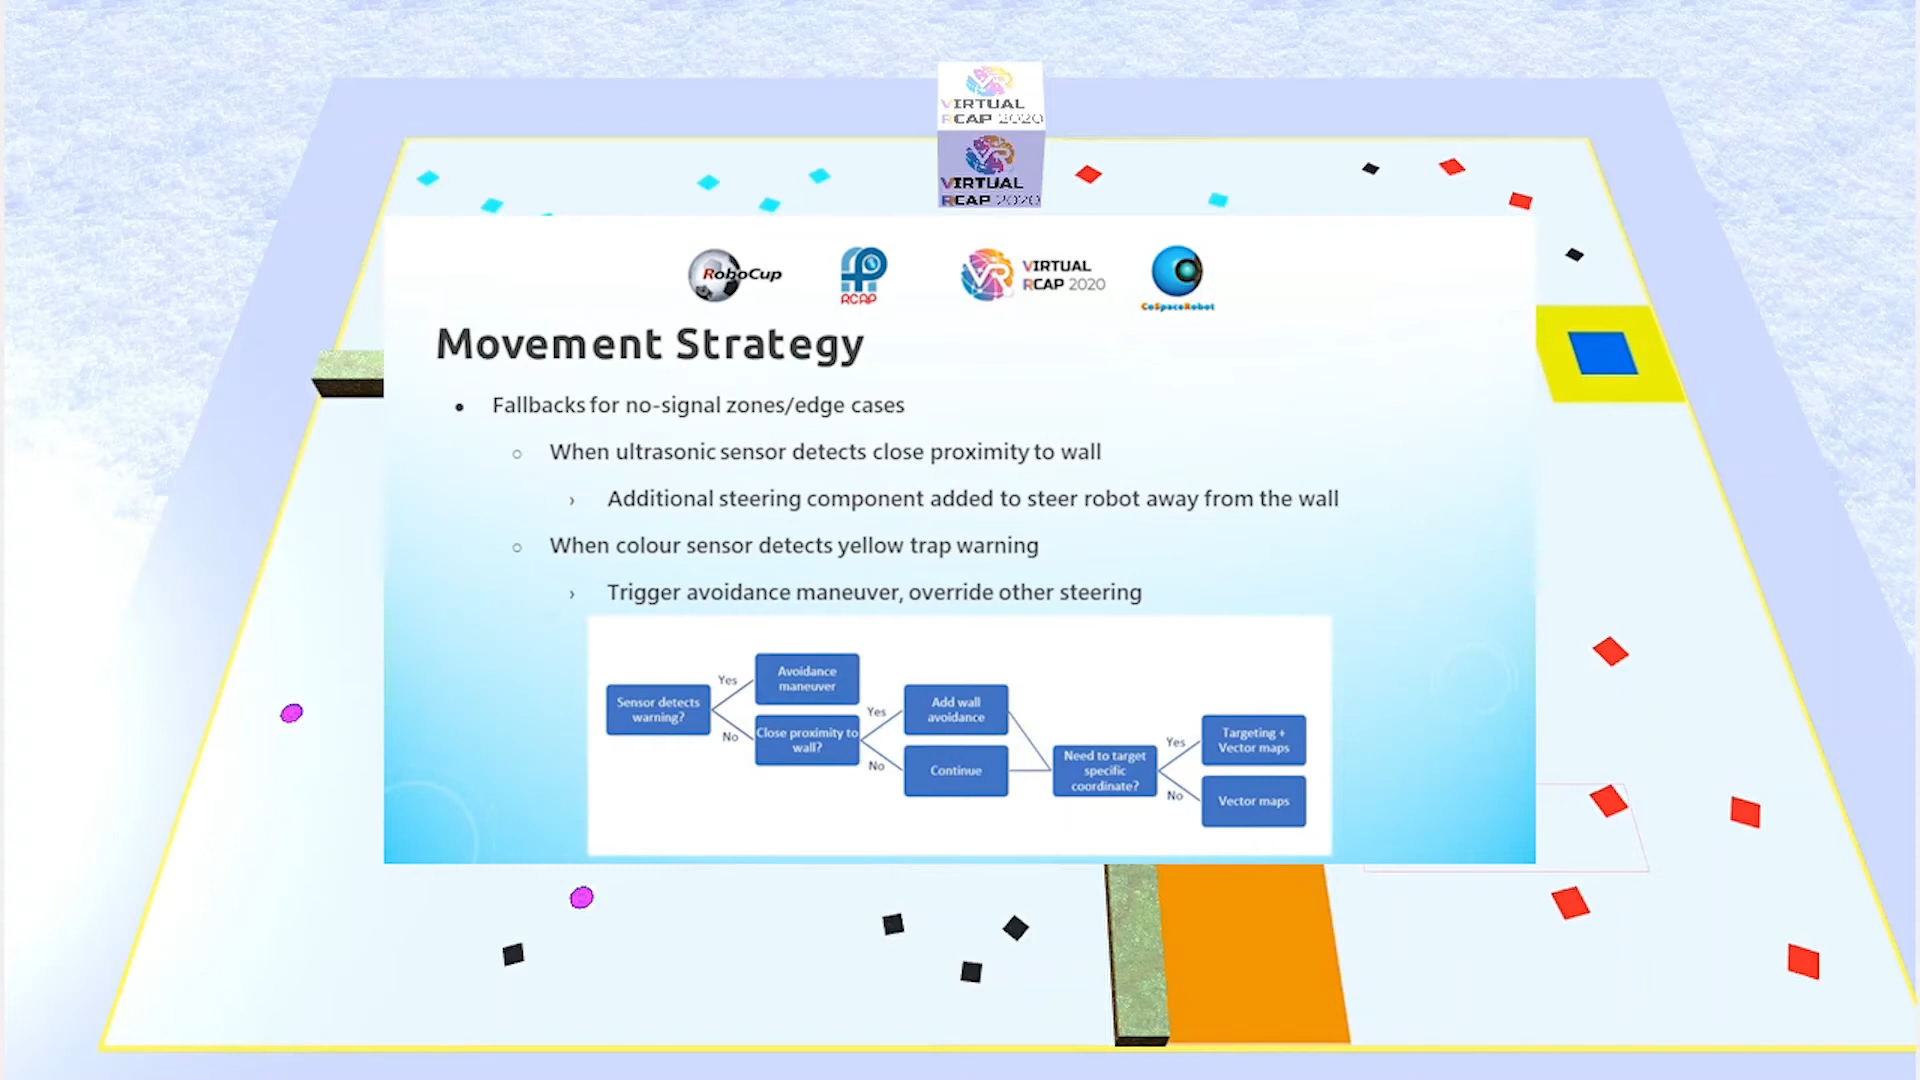 VIRTUAL
RCAP 2020
VIRTUAL
RCAP 2020
RoboCup
RCAP
VIRTUAL
RCAP 2020
CoSpaceRobot
Movement Strategy
• Fallbacks for no-signal zones/edge cases
○ When ultrasonic sensor detects close proximity to wall
› Additional steering component added to steer robot away from the wall
○ When colour sensor detects yellow trap warning
› Trigger avoidance maneuver, override other steering
Sensor detects
warning?
Yes
No
Avoidance
maneuver
Close proximity to
wall?
Yes
No
Add wall
avoidance
Continue
Need to target
specific
coordinate?
Yes
No
Targeting +
Vector maps
Vector maps